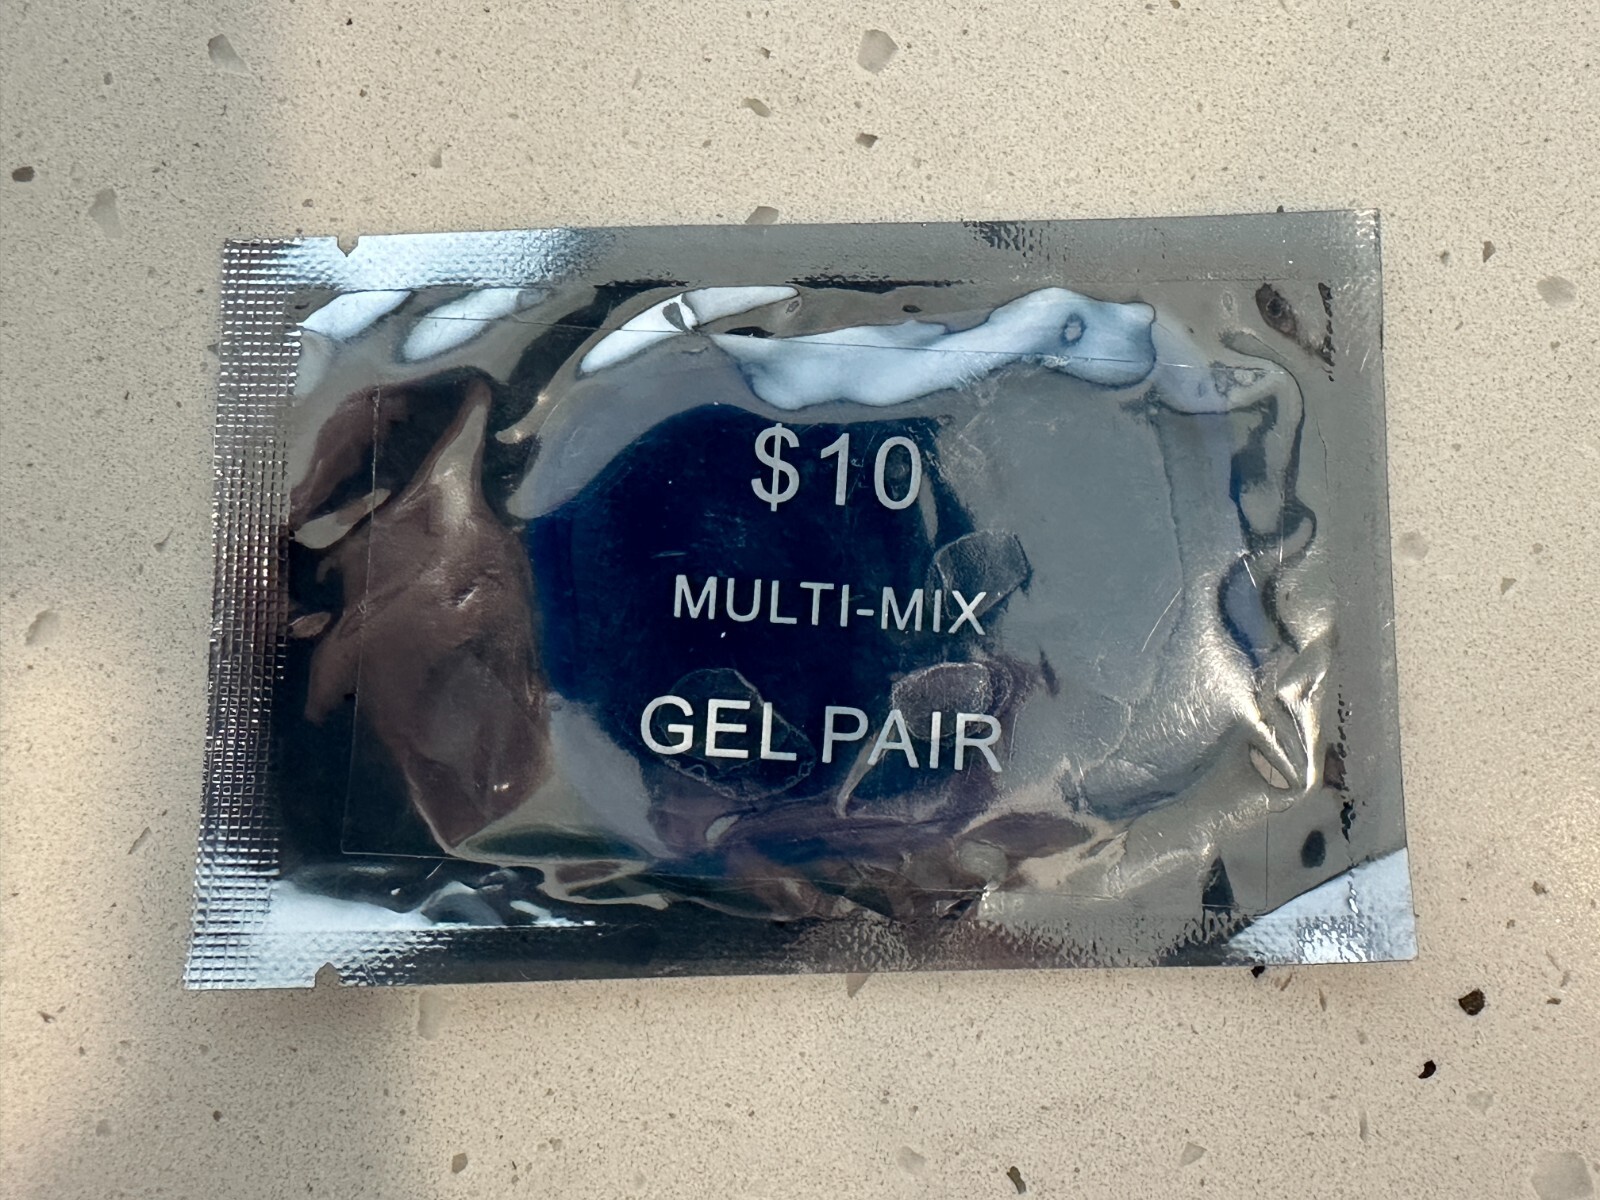 $10
MULTI-MIX
GEL PAIR